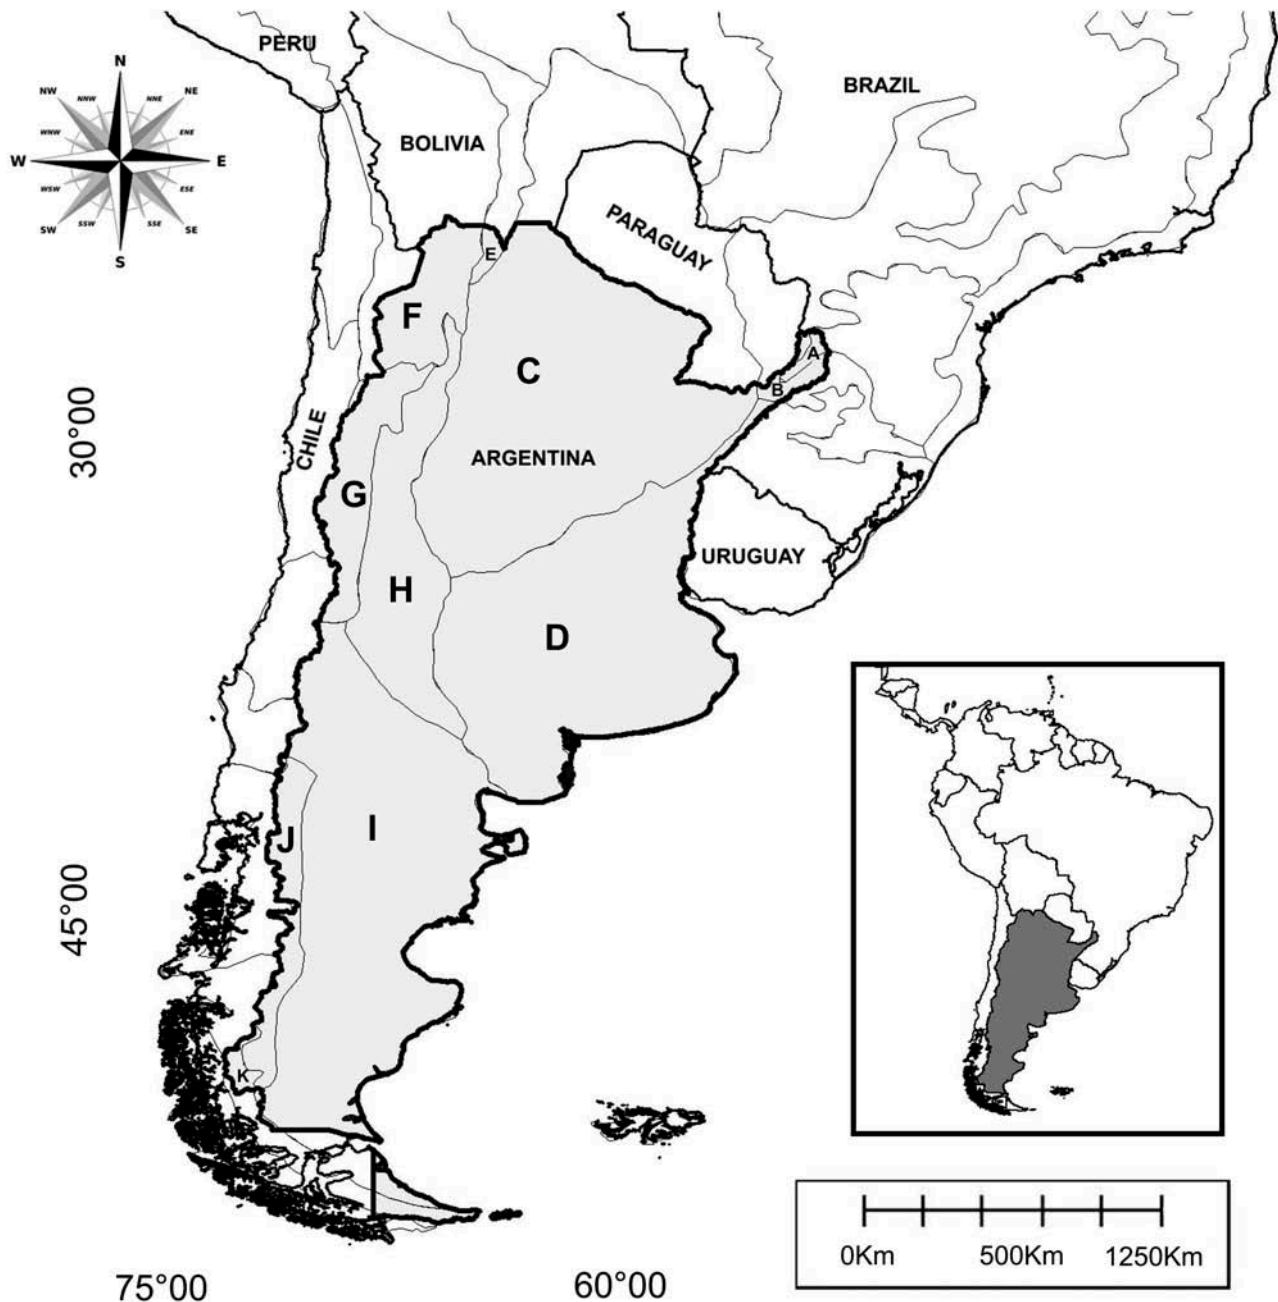 PERU
BRAZIL
N
NW
NNW
NNE
NE
WNW
ENE
W
E
WSW
ESE
SW
SSW
SSE
SE
S
BOLIVIA
PARAGUAY
E
F
C
A
B
30°00
CHILE
ARGENTINA
G
URUGUAY
H
D
J
I
45°00
K
75°00
60°00
0Km
500Km
1250Km